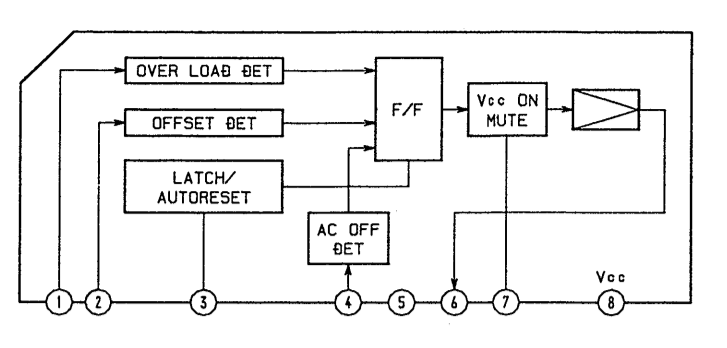 OVER LOAD DET
OFFSET DET
F/F
Vcc ON
MUTE
LATCH/
AUTORESET
AC OFF
DET
Vcc
1 2 3 4 5 6 7 8